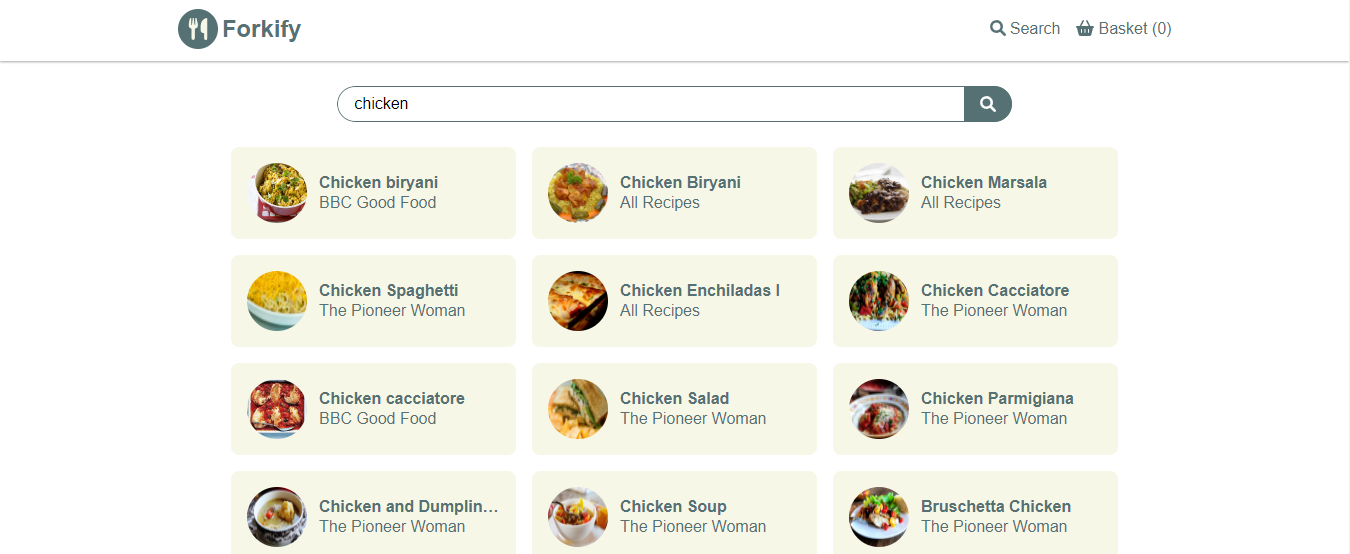 Forkify
Search
Basket (0)
chicken
Chicken biryani
BBC Good Food
Chicken Biryani
All Recipes
Chicken Marsala
All Recipes
Chicken Spaghetti
The Pioneer Woman
Chicken Enchiladas I
All Recipes
Chicken Cacciatore
The Pioneer Woman
Chicken cacciatore
BBC Good Food
Chicken Salad
The Pioneer Woman
Chicken Parmigiana
The Pioneer Woman
Chicken and Dumplin…
The Pioneer Woman
Chicken Soup
The Pioneer Woman
Bruschetta Chicken
The Pioneer Woman